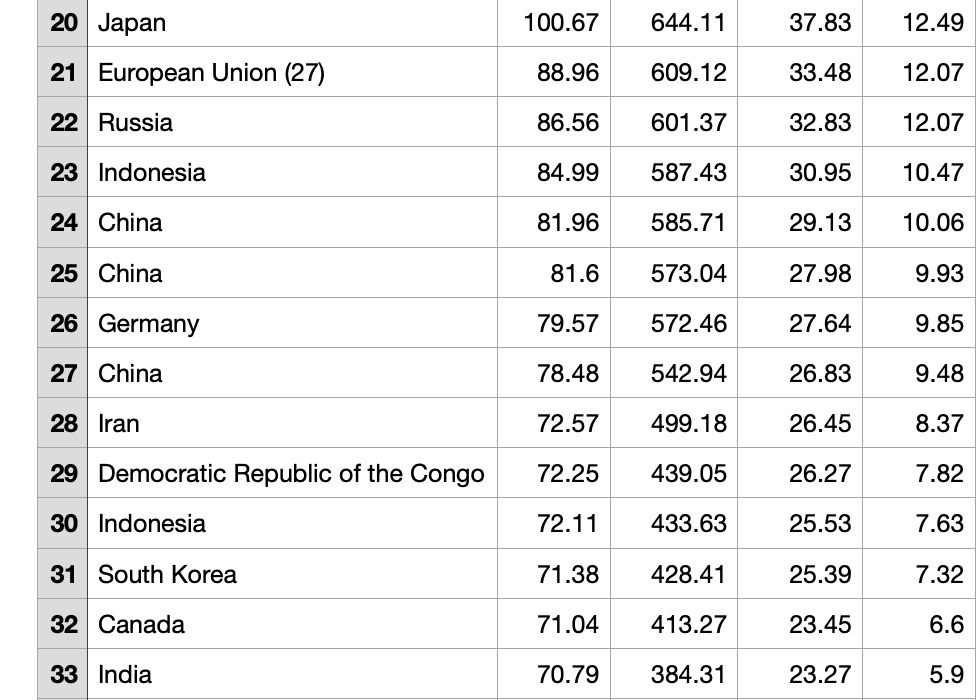 20 Japan 100.67 644.11 37.83 12.49
21 European Union (27) 88.96 609.12 33.48 12.07
22 Russia 86.56 601.37 32.83 12.07
23 Indonesia 84.99 587.43 30.95 10.47
24 China 81.96 585.71 29.13 10.06
25 China 81.6 573.04 27.98 9.93
26 Germany 79.57 572.46 27.64 9.85
27 China 78.48 542.94 26.83 9.48
28 Iran 72.57 499.18 26.45 8.37
29 Democratic Republic of the Congo 72.25 439.05 26.27 7.82
30 Indonesia 72.11 433.63 25.53 7.63
31 South Korea 71.38 428.41 25.39 7.32
32 Canada 71.04 413.27 23.45 6.6
33 India 70.79 384.31 23.27 5.9